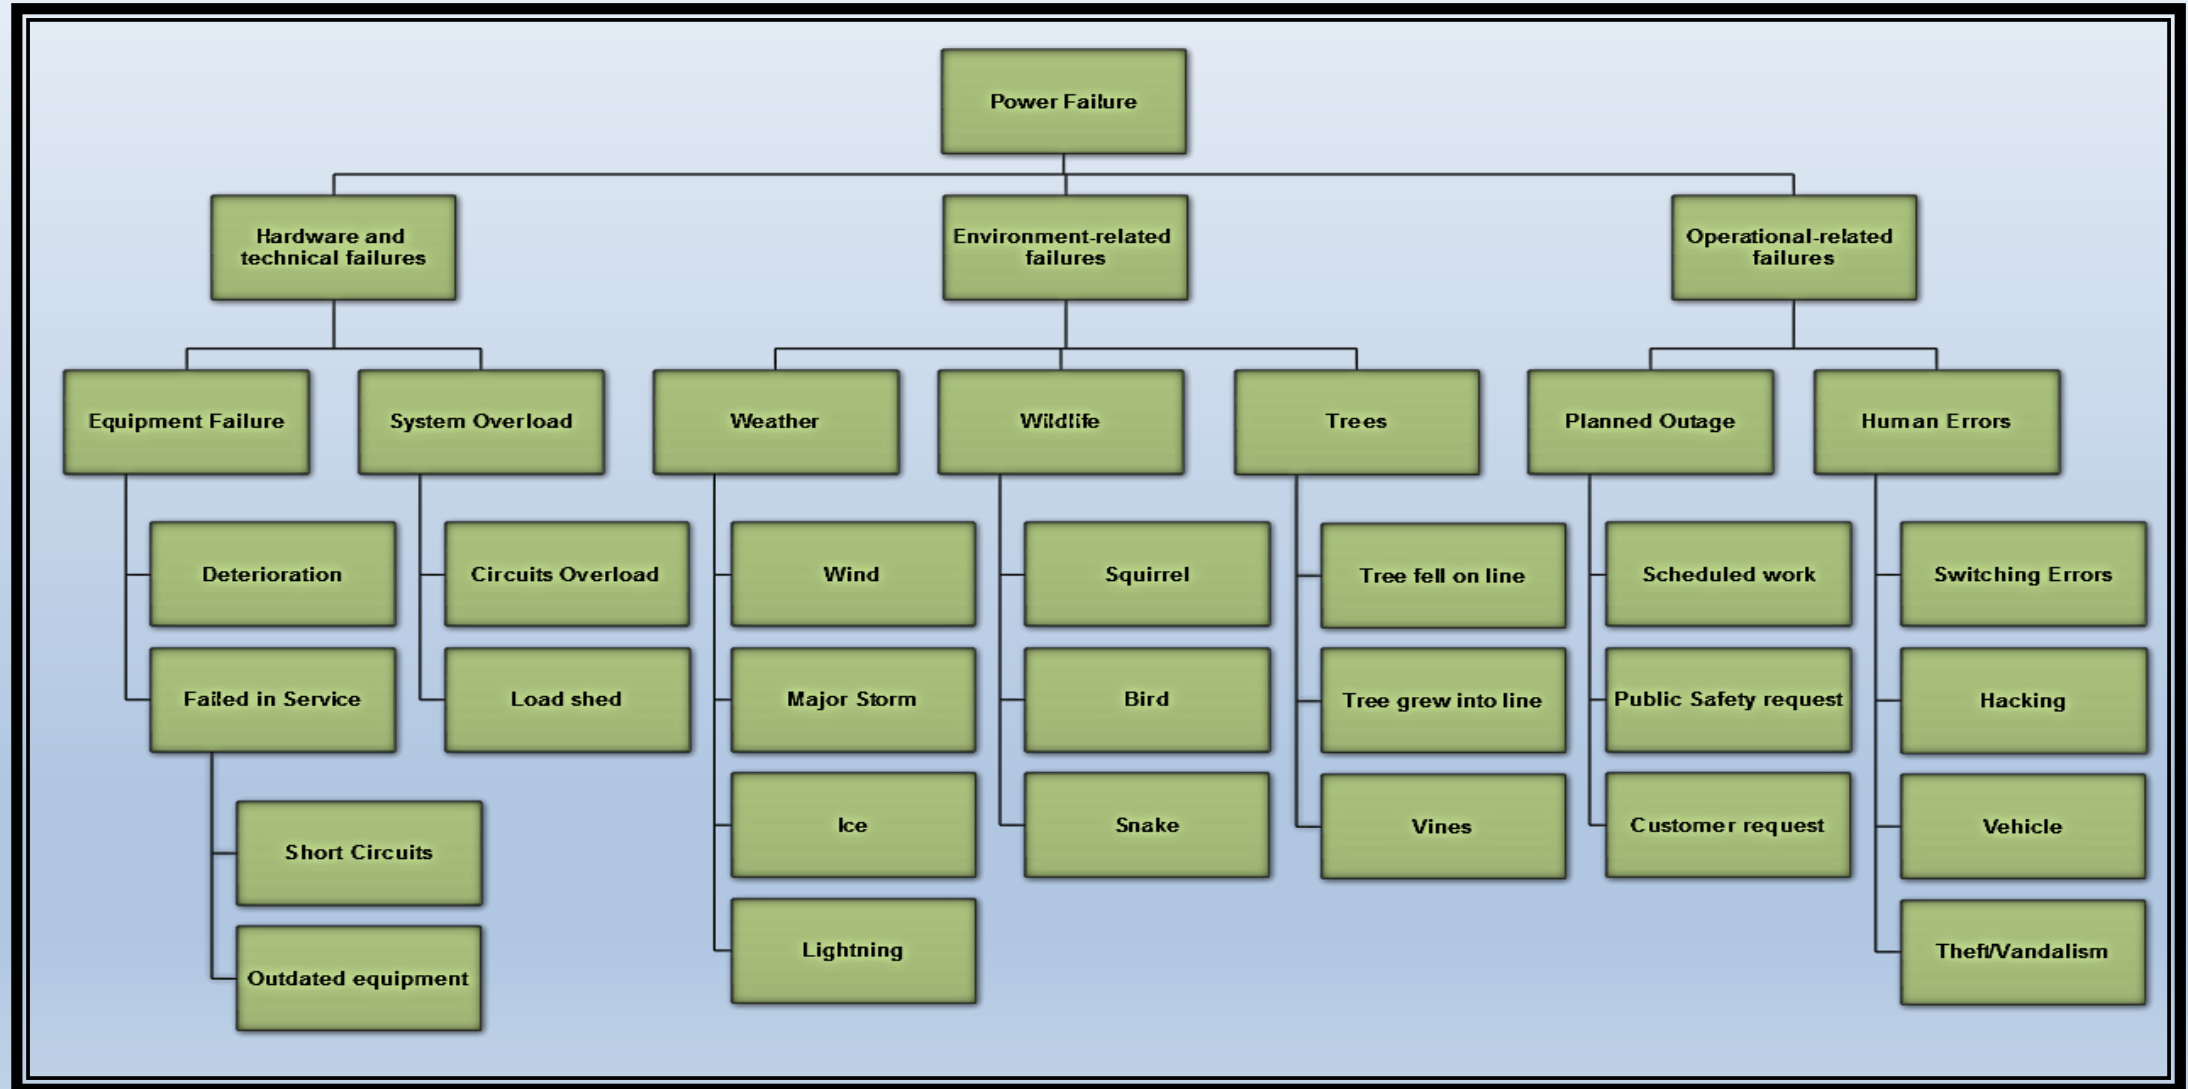 Power Failure
Hardware and
technical failures
Environment-related
failures
Operational-related
failures
Equipment Failure
System Overload
Weather
Wildlife
Trees
Planned Outage
Human Errors
Deterioration
Circuits Overload
Wind
Squirrel
Tree fell on line
Scheduled work
Switching Errors
Failed in Service
Load shed
Major Storm
Bird
Tree grew into line
Public Safety request
Hacking
Short Circuits
Ice
Snake
Vines
Customer request
Vehicle
Outdated equipment
Lightning
Theft/Vandalism